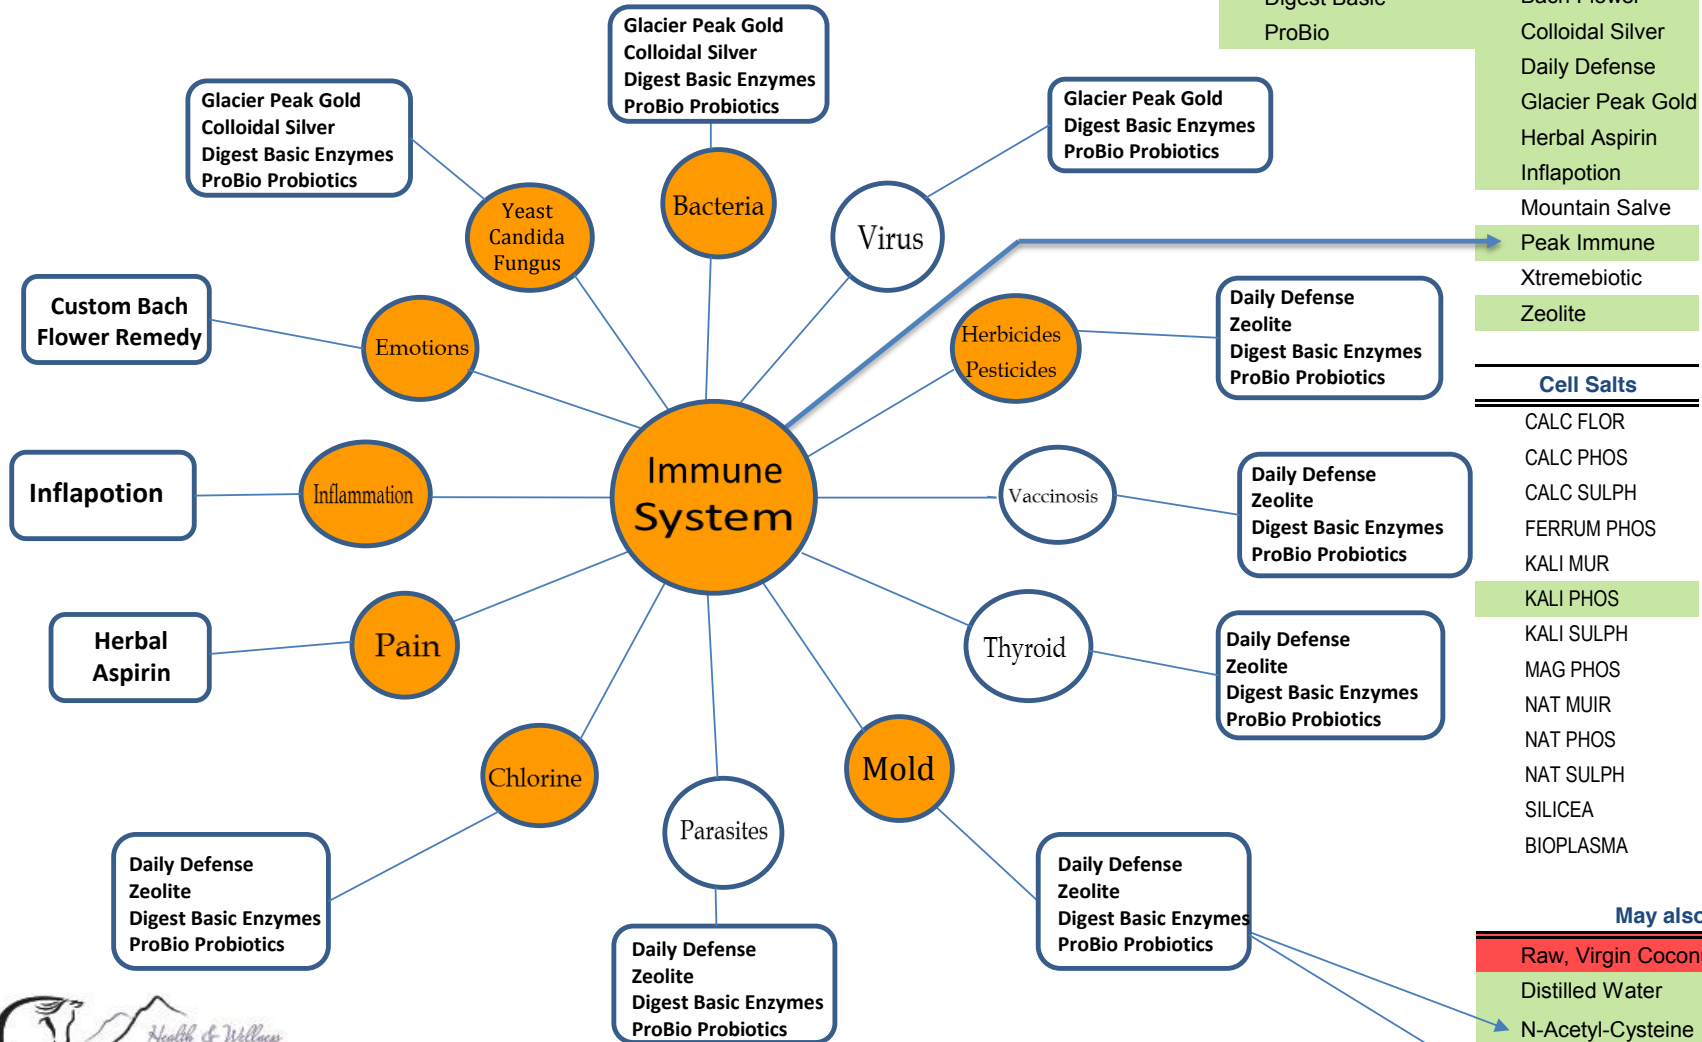 Glacier Peak Gold
Colloidal Silver
Digest Basic Enzymes
ProBio Probiotics
Bacteria
Glacier Peak Gold
Colloidal Silver
Digest Basic Enzymes
ProBio Probiotics
Yeast
Candida
Fungus
Glacier Peak Gold
Digest Basic Enzymes
ProBio Probiotics
Virus
Custom Bach
Flower Remedy
Emotions
Herbicides
Pesticides
Daily Defense
Zeolite
Digest Basic Enzymes
ProBio Probiotics
Inflapotion
Inflammation
Immune
System
Vaccinosis
Daily Defense
Zeolite
Digest Basic Enzymes
ProBio Probiotics
Herbal
Aspirin
Pain
Thyroid
Daily Defense
Zeolite
Digest Basic Enzymes
ProBio Probiotics
Chlorine
Daily Defense
Zeolite
Digest Basic Enzymes
ProBio Probiotics
Parasites
Daily Defense
Zeolite
Digest Basic Enzymes
ProBio Probiotics
Mold
Daily Defense
Zeolite
Digest Basic Enzymes
ProBio Probiotics
Health & Wellness
Digest Basic
ProBio
Bach Flower
Colloidal Silver
Daily Defense
Glacier Peak Gold
Herbal Aspirin
Inflapotion
Mountain Salve
Peak Immune
Xtremebiotic
Zeolite
Cell Salts
CALC FLOR
CALC PHOS
CALC SULPH
FERRUM PHOS
KALI MUR
KALI PHOS
KALI SULPH
MAG PHOS
NAT MUIR
NAT PHOS
NAT SULPH
SILICEA
BIOPLASMA
May also
Raw, Virgin
Distilled Water
N-Acetyl-Cysteine